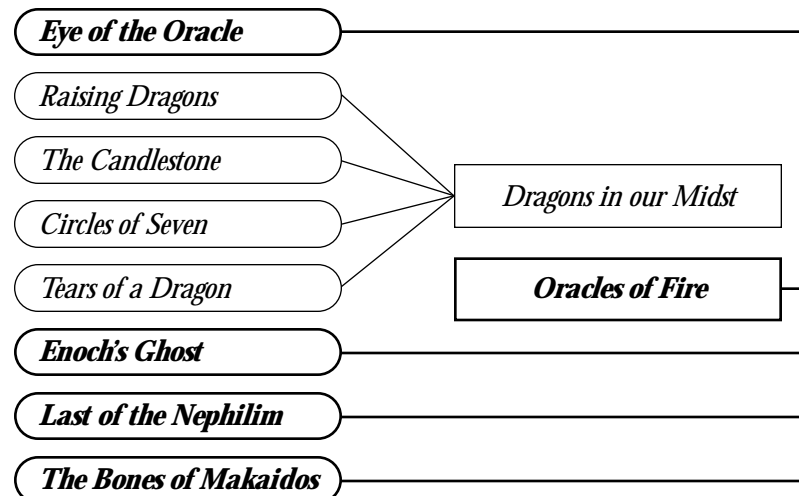 Eye of the Oracle
Raising Dragons
The Candlestone
Circles of Seven
Tears of a Dragon
Enoch's Ghost
Last of the Nephilim
The Bones of Makaidos
Dragons in our Midst
Oracles of Fire